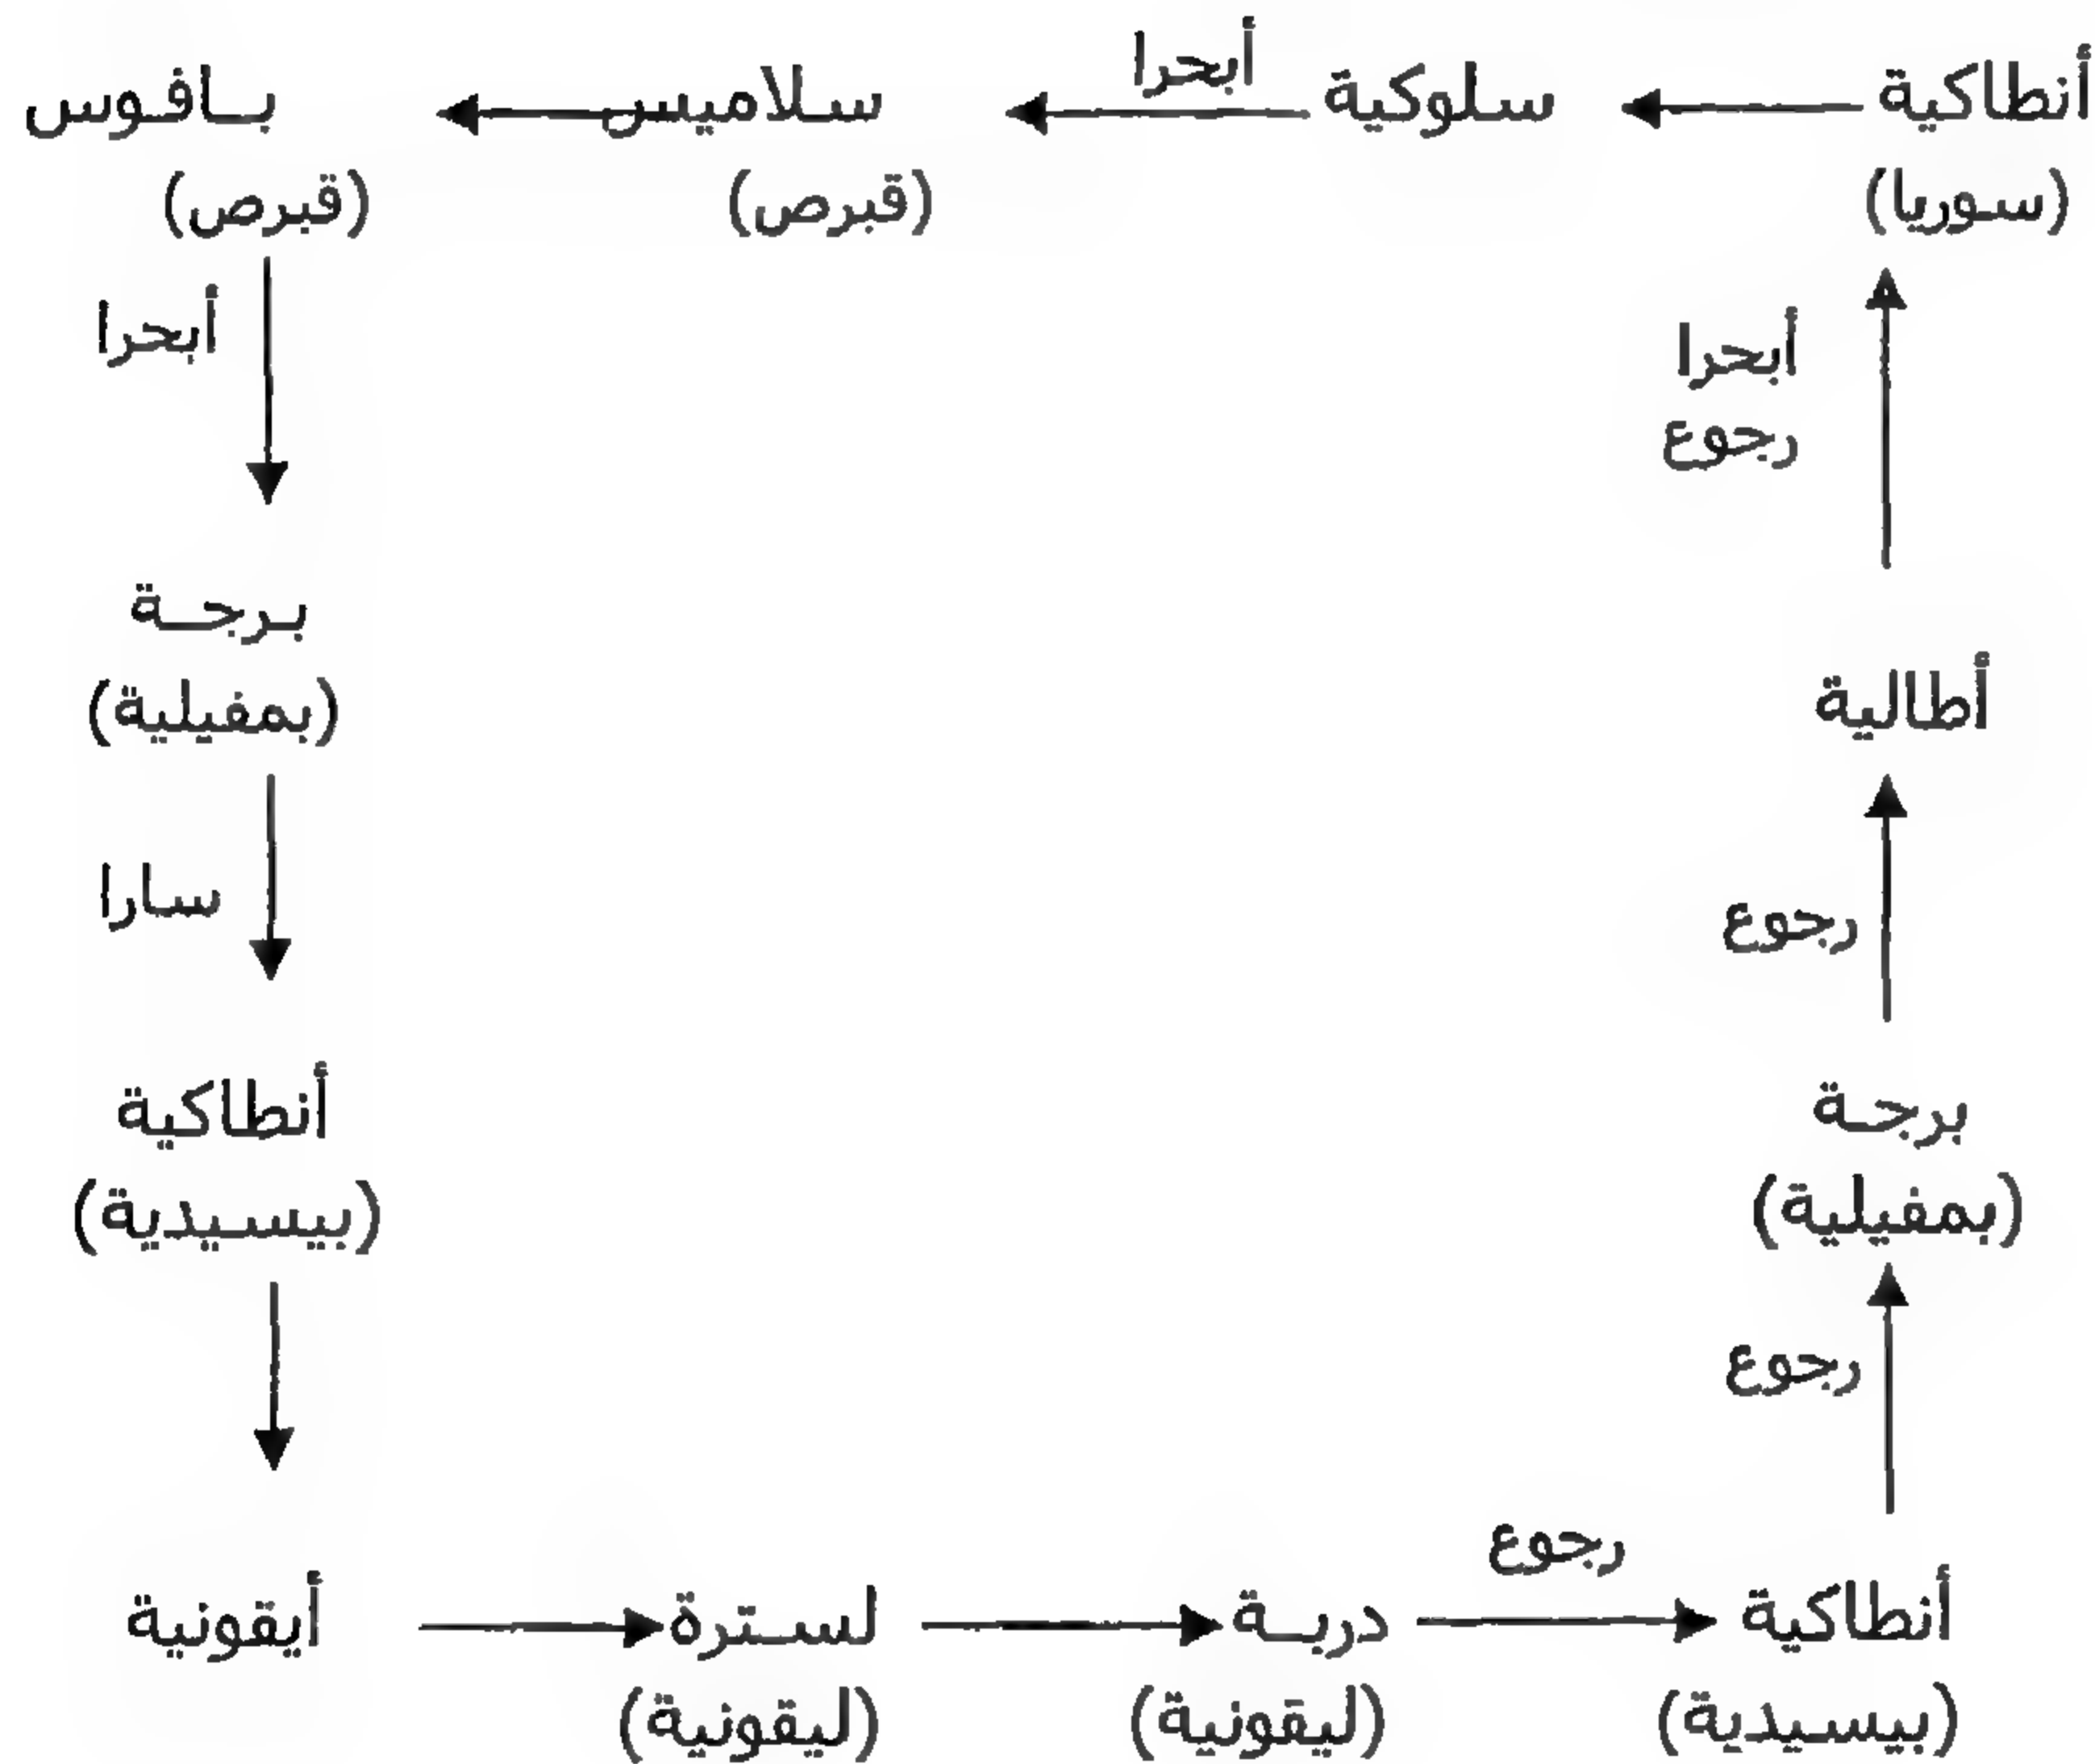 أنطاكية
(سوريا)
سلوكية
أبحرا
سلاميس
(قبرص)
بافوس
(قبرص)
أبحرا
برجة
(بمفيلية)
سارا
أنطاكية
(بيسيدية)
أيقونية
لسترة
(ليقونية)
دربة
(ليقونية)
رجوع
أنطاكية
(بيسيدية)
رجوع
برجة
(بمفيلية)
رجوع
أطالية
أبحرا
رجوع